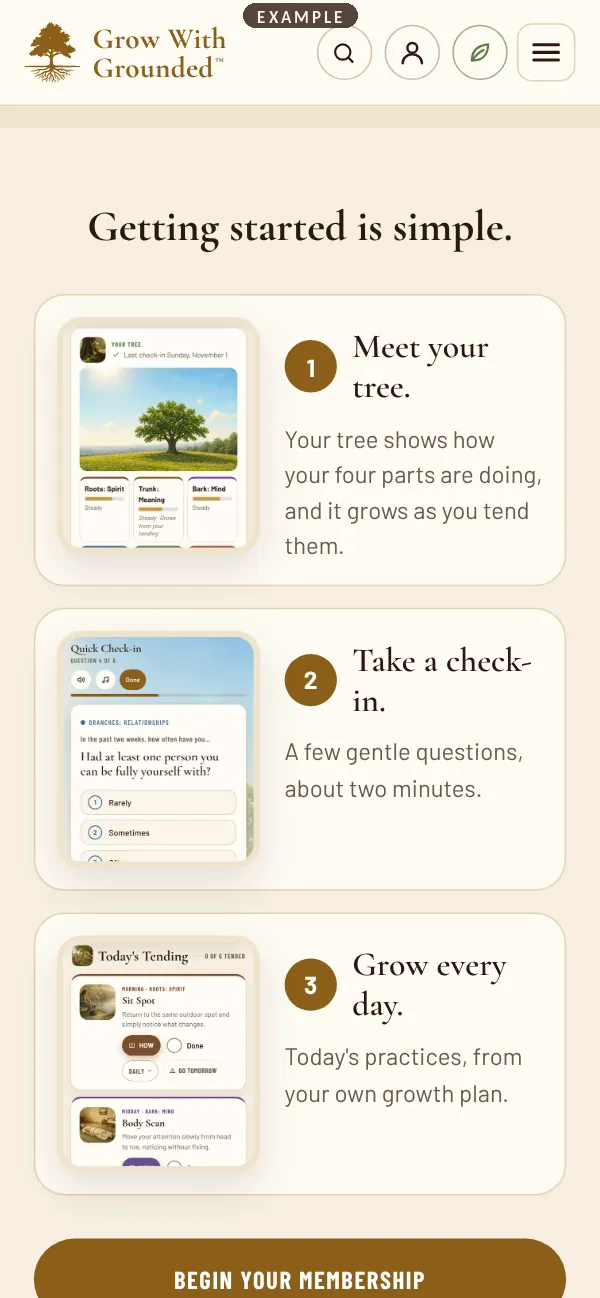 EXAMPLE
Grow With
Grounded™
Getting started is simple.
YOUR TREE
Last check-in Sunday, November 1
Roots: Spirit
Steady
Trunk:
Meaning
Steady · Grows
from your
tending
Bark: Mind
Steady
1
Meet your
tree.
Your tree shows how
your four parts are doing,
and it grows as you tend
them.
Quick Check-in
QUESTION 4 OF 6
Done
BRANCHES: RELATIONSHIPS
In the past two weeks, how often have you...
Had at least one person you
can be fully yourself with?
1 Rarely
2 Sometimes
2
Take a check-
in.
A few gentle questions,
about two minutes.
Today's Tending
0 OF 5 TENDED
MORNING · ROOTS: SPIRIT
Sit Spot
Return to the same outdoor spot and
simply notice what changes.
HOW
Done
DAILY
DO TOMORROW
MIDDAY · BARK: MIND
Body Scan
Move your attention slowly from head
to toe, noticing without fixing.
3
Grow every
day.
Today's practices, from
your own growth plan.
BEGIN YOUR MEMBERSHIP